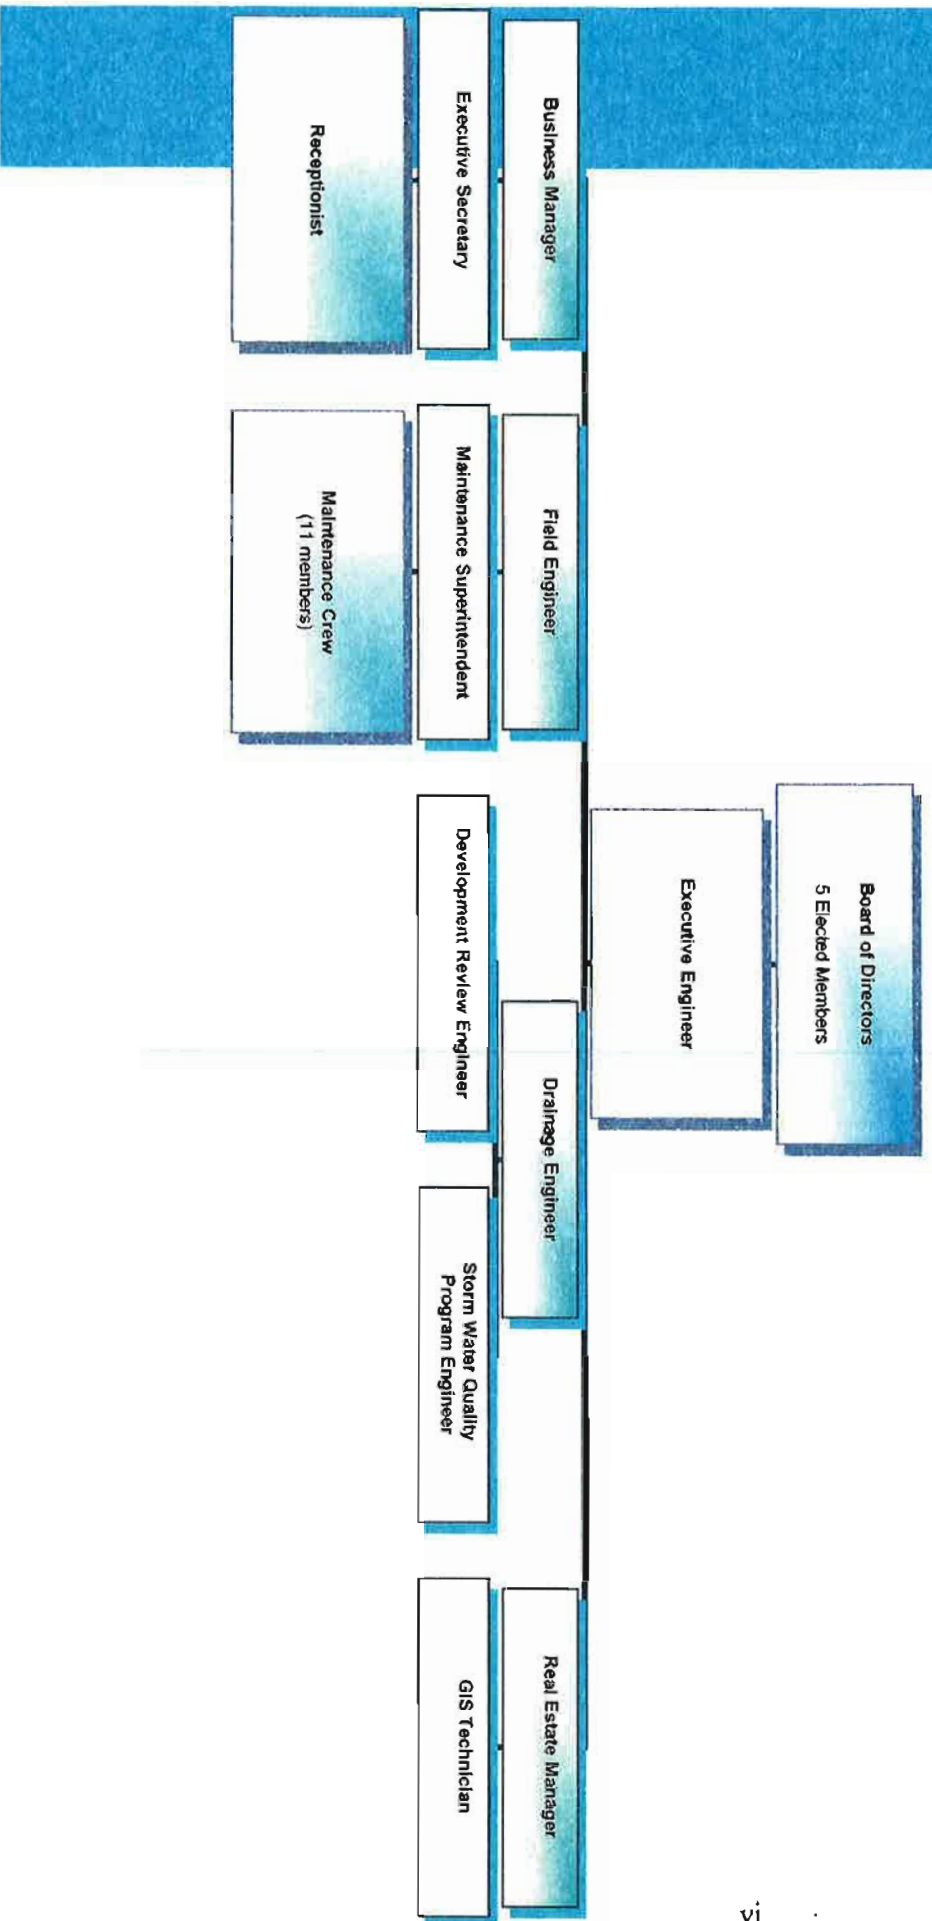 Board of Directors
5 Elected Members
Executive Engineer
Business Manager
Field Engineer
Drainage Engineer
Real Estate Manager
Executive Secretary
Maintenance Superintendent
Development Review Engineer
Storm Water Quality
Program Engineer
GIS Technician
Receptionist
Maintenance Crew
(11 members)
vi